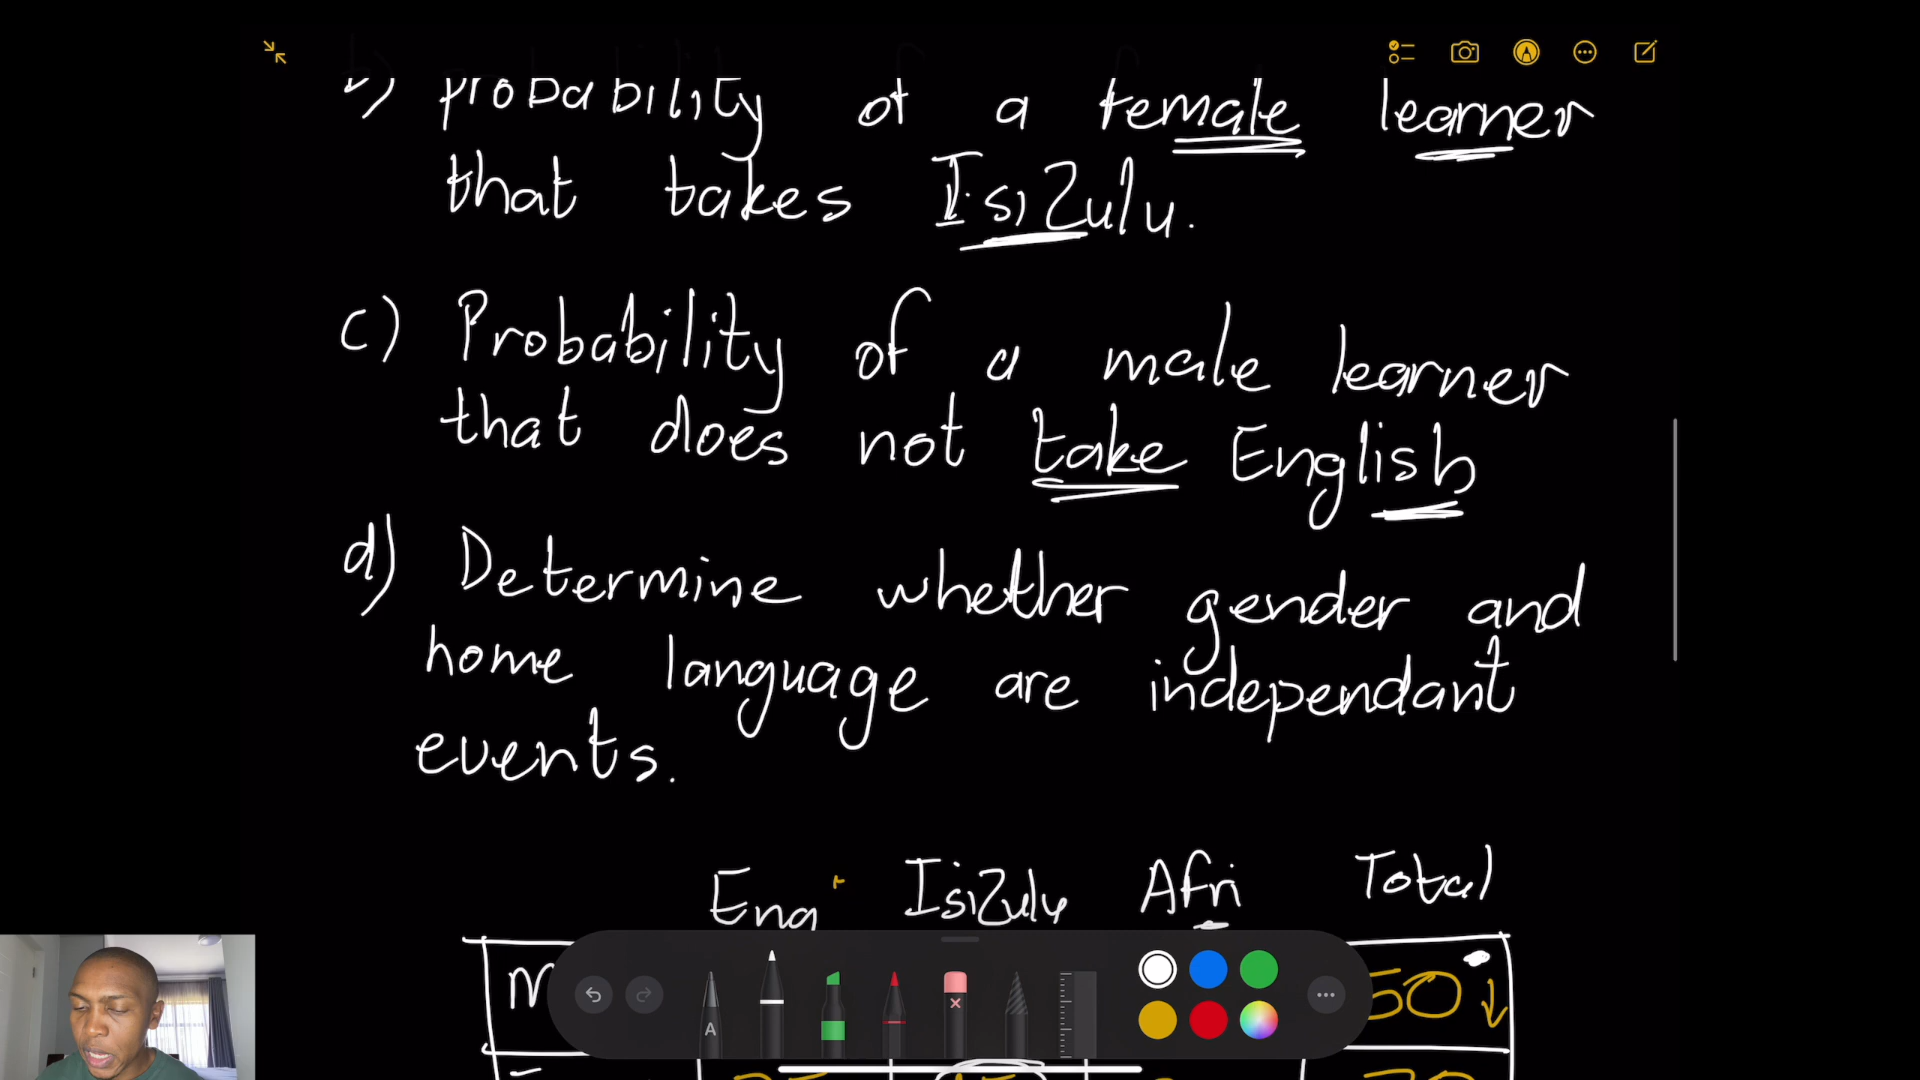 b) probability of a female learner
that takes IsiZulu.
c) Probability of a male learner
that does not take English
d) Determine whether gender and
home language are independant
events.
Eng IsiZulu Afri Total
M 50 ↓
A